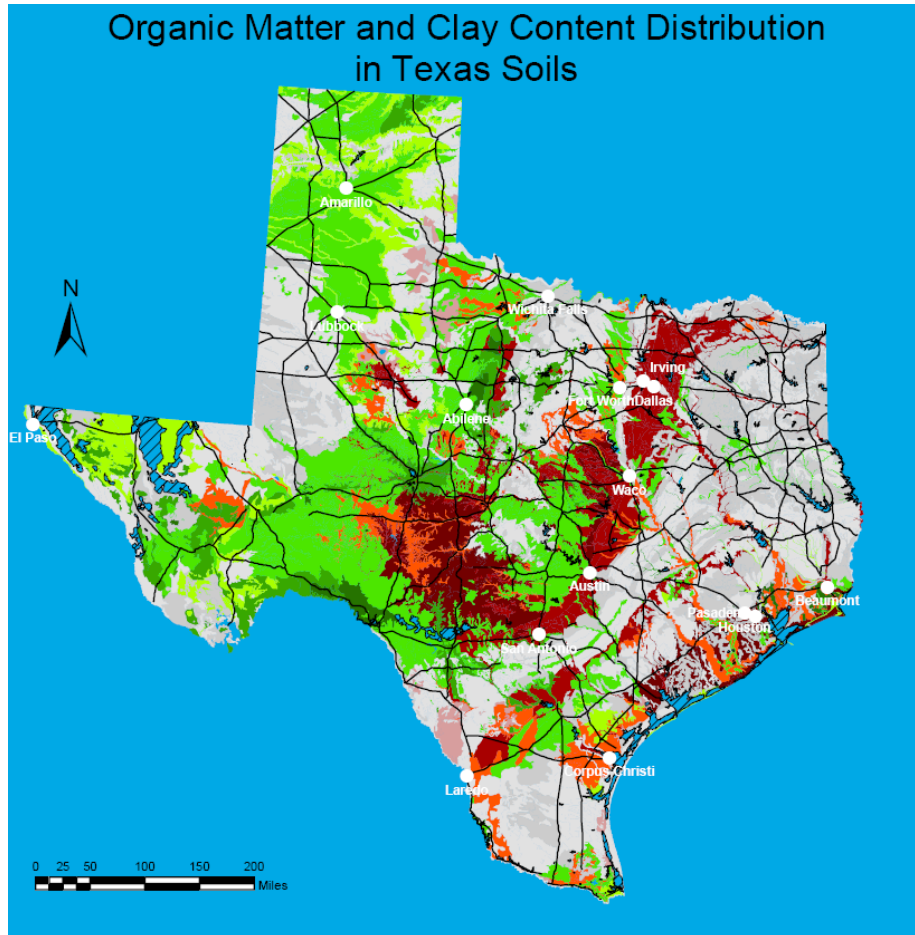 Organic Matter and Clay Content Distribution
in Texas Soils
Amarillo
N
Wichita Falls
Lubbock
Irving
Fort Worth
Dallas
Abilene
El Paso
Waco
Austin
Beaumont
Pasadena
Houston
San Antonio
Corpus Christi
Laredo
0 25 50 100 150 200
Miles